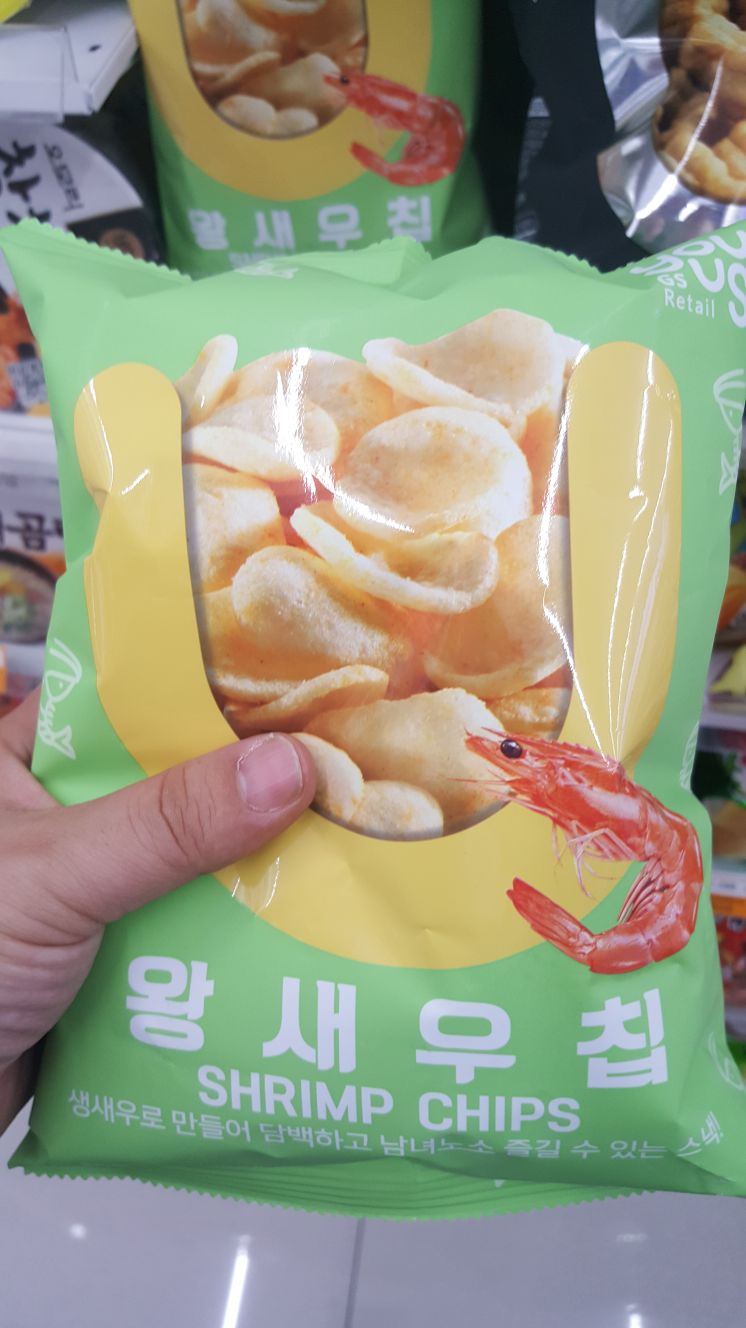 왕새우칩
GS
Retail
왕새우칩
SHRIMP CHIPS
생새우로 만들어 담백하고 남녀노소 즐길 수 있는 스낵!